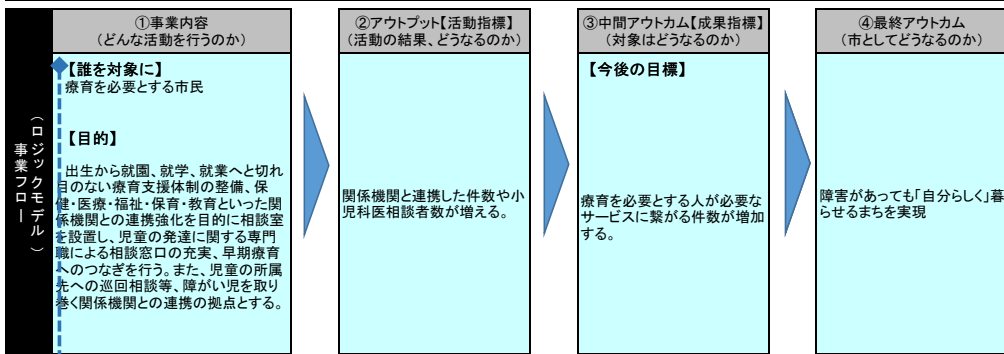 事業フロー
（ロジックモデル）
①事業内容
（どんな活動を行うのか）
【誰を対象に】
療育を必要とする市民
【目的】
出生から就園、就学、就業へと切れ
目のない療育支援体制の整備、保
健・医療・福祉・保育・教育といった関
係機関との連携強化を目的に相談室
を設置し、児童の発達に関する専門
職による相談窓口の充実、早期療育
へのつなぎを行う。また、児童の所属
先への巡回相談等、障がい児を取り
巻く関係機関との連携の拠点とする。
②アウトプット【活動指標】
（活動の結果、どうなるのか）
関係機関と連携した件数や小
児科医相談者数が増える。
③中間アウトカム【成果指標】
（対象はどうなるのか）
【今後の目標】
療育を必要とする人が必要な
サービスに繋がる件数が増加
する。
④最終アウトカム
（市としてどうなるのか）
障害があっても「自分らしく」暮
らせるまちを実現